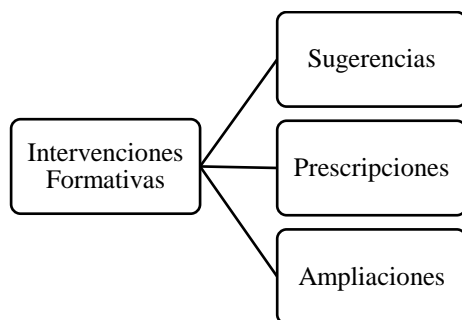 Sugerencias
Intervenciones
Formativas
Prescripciones
Ampliaciones